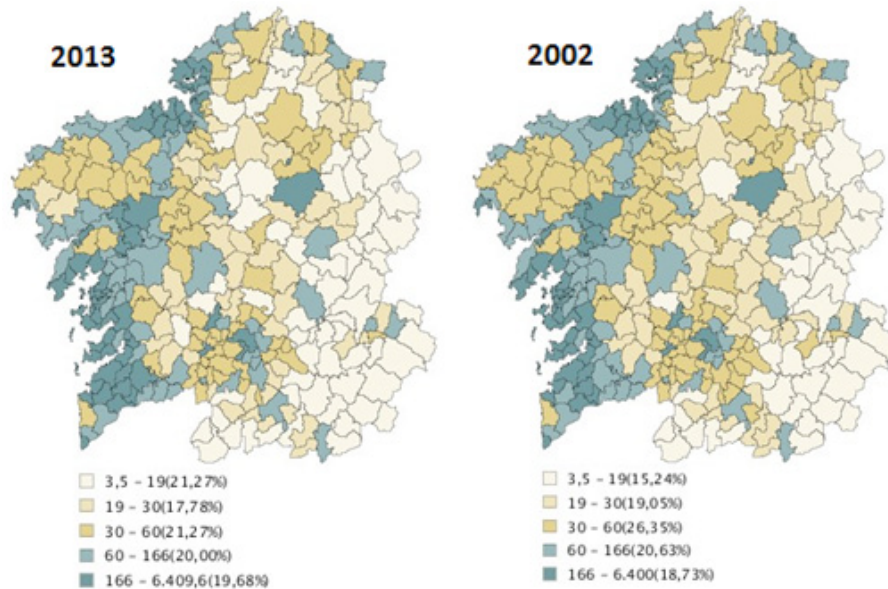 2013
2002
3,5 – 19(21,27%)
19 – 30(17,78%)
30 – 60(21,27%)
60 – 166(20,00%)
166 – 6.409,6(19,68%)
3,5 – 19(15,24%)
19 – 30(19,05%)
30 – 60(26,35%)
60 – 166(20,63%)
166 – 6.400(18,73%)